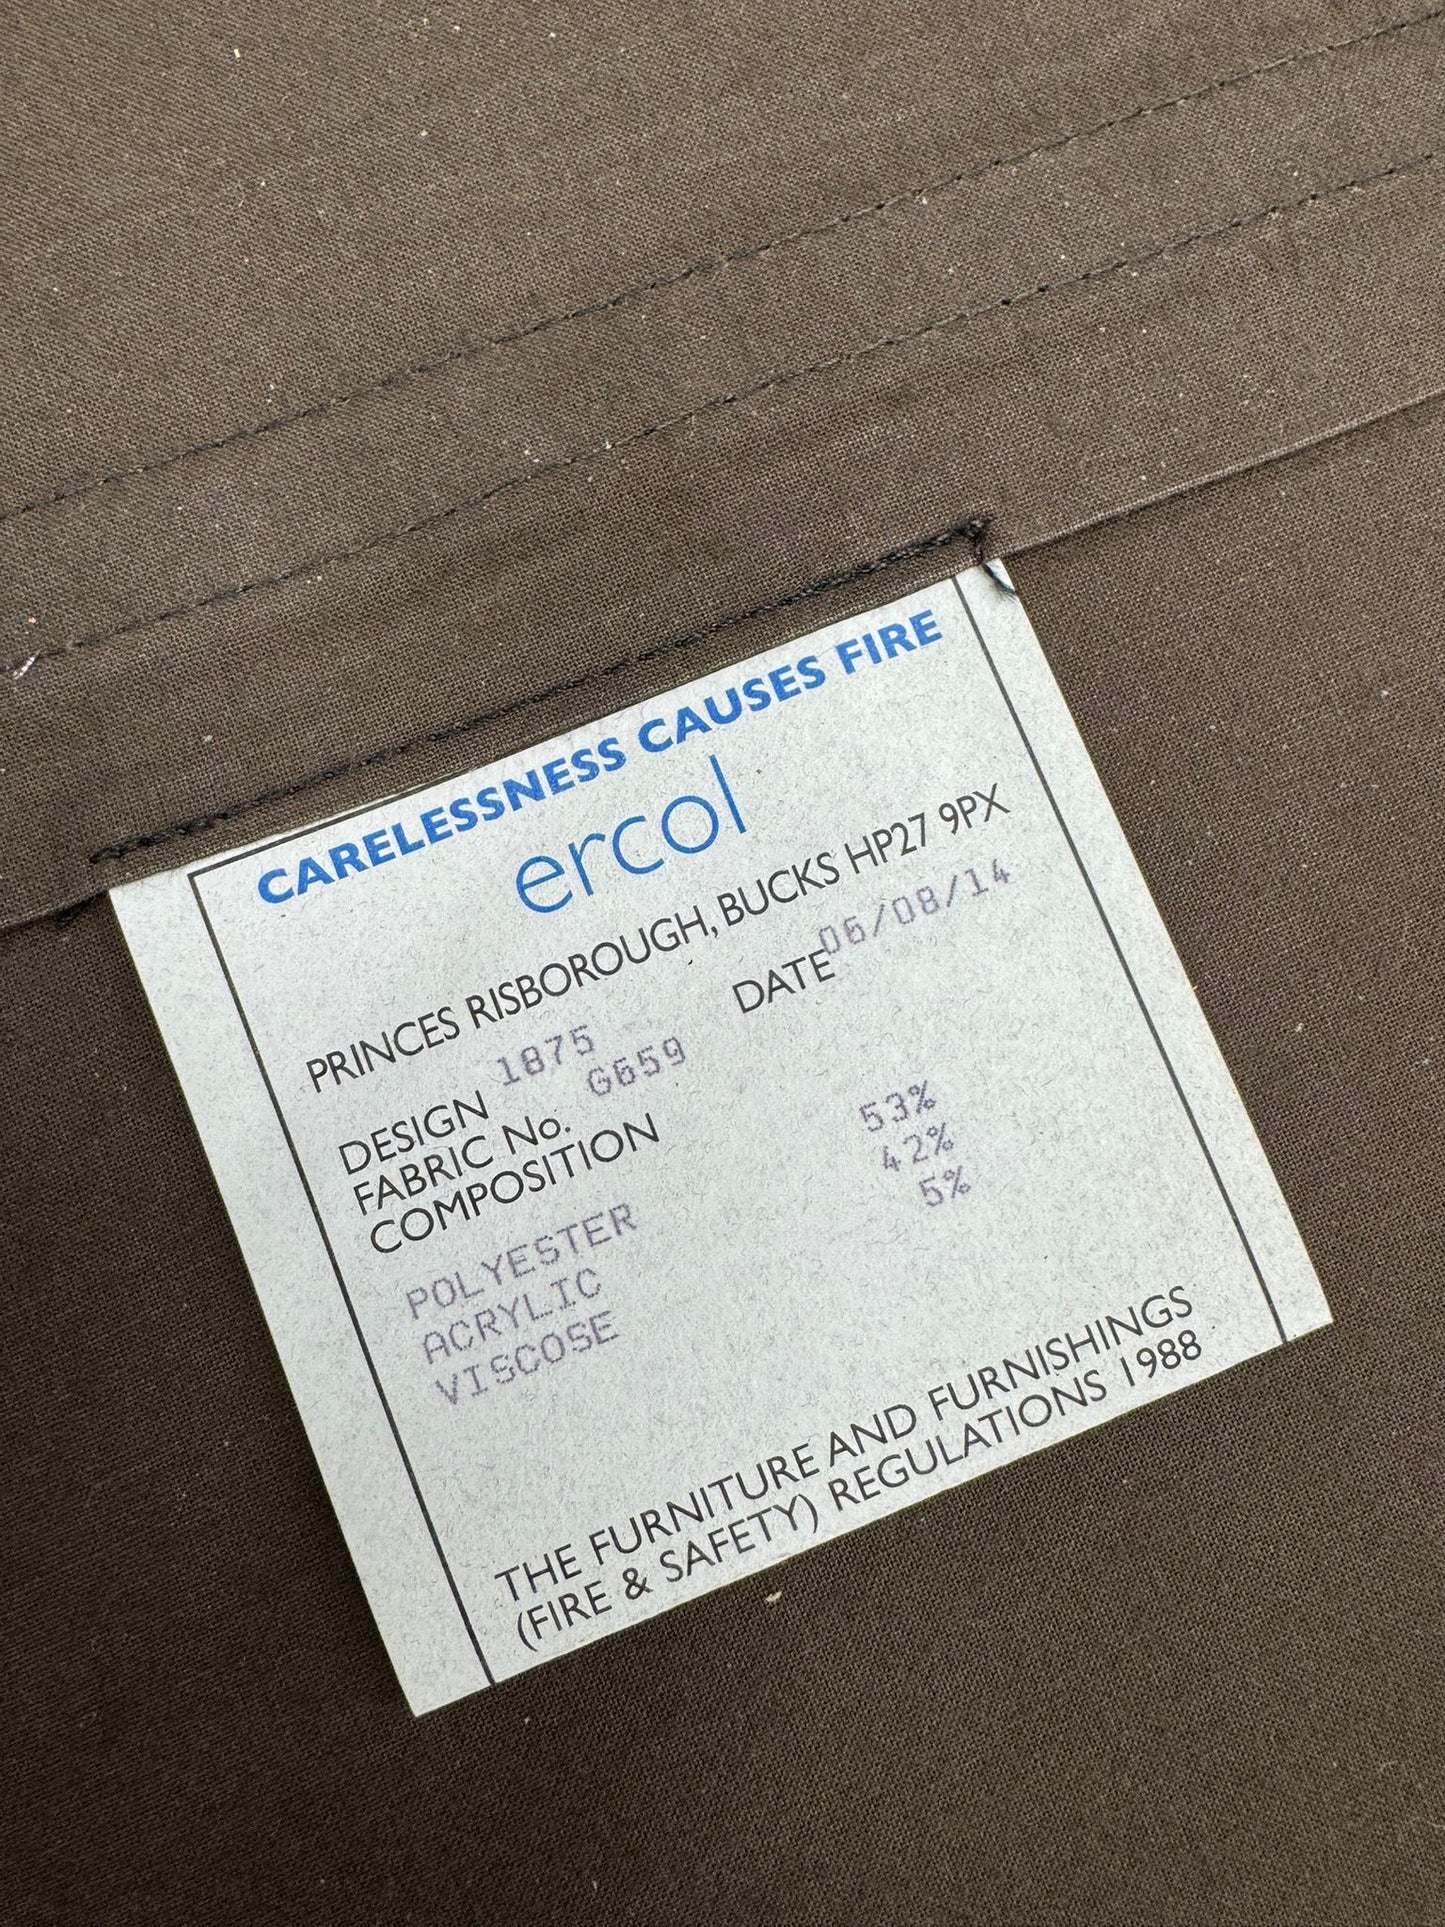 CARELESSNESS CAUSES FIRE
ercol
PRINCES RISBOROUGH, BUCKS HP27 9PX
DESIGN 1875 DATE 06/08/14
FABRIC No. G659
COMPOSITION
POLYESTER 53%
ACRYLIC 42%
VISCOSE 5%
THE FURNITURE AND FURNISHINGS
(FIRE & SAFETY) REGULATIONS 1988